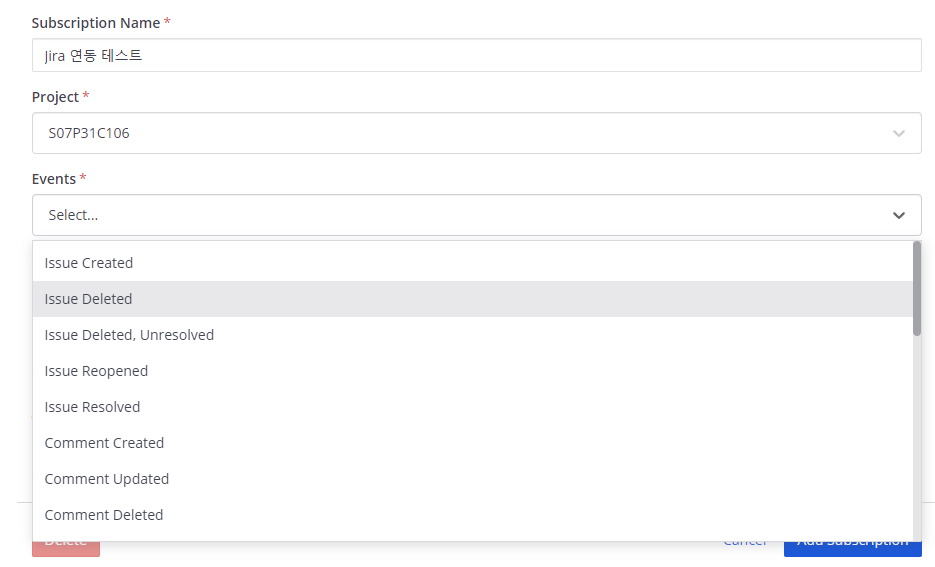 Subscription Name *
Jira 연동 테스트
Project *
S07P31C106
Events *
Select...
Issue Created
Issue Deleted
Issue Deleted, Unresolved
Issue Reopened
Issue Resolved
Comment Created
Comment Updated
Comment Deleted
Delete
Cancel
Add Subscription